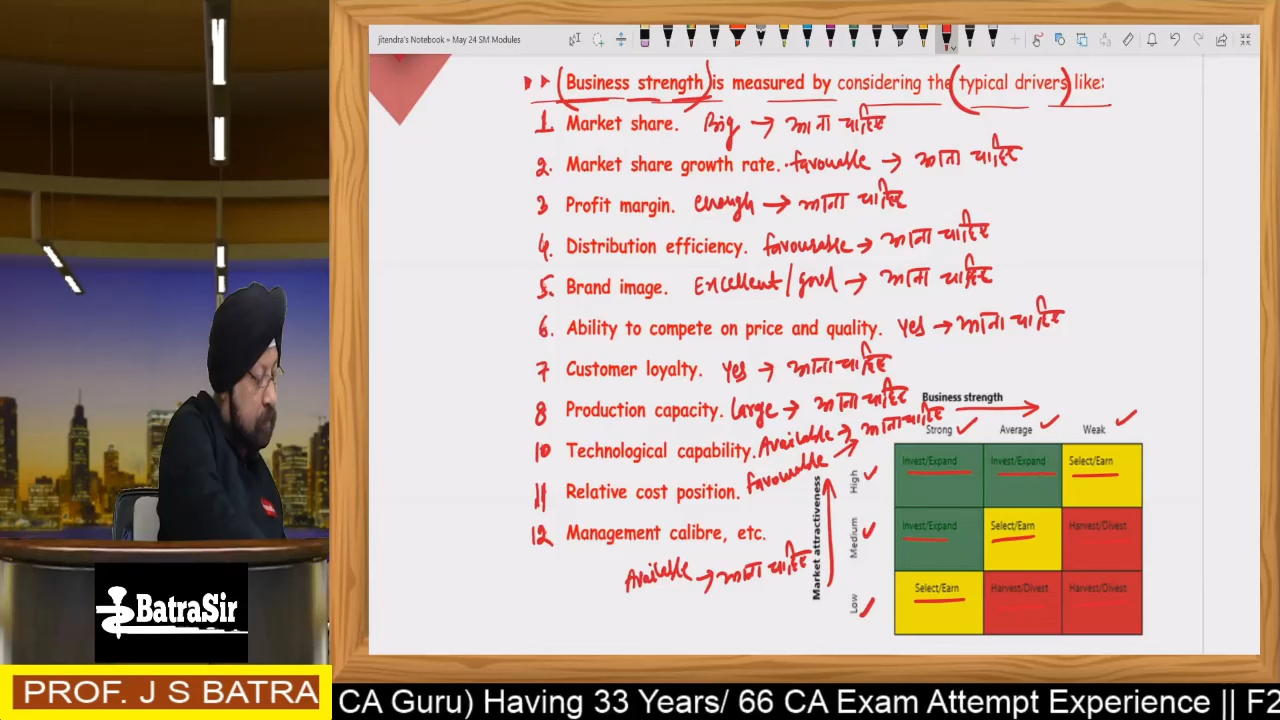 jitendra's Notebook » May 24 SM Modules
(Business strength) is measured by considering the (typical drivers) like:
1 Market share. Big → आना चाहिए
2. Market share growth rate. favourable → आना चाहिए
3 Profit margin. enough → आना चाहिए
4. Distribution efficiency. favourable → आना चाहिए
5. Brand image. Excellent/good → आना चाहिए
6. Ability to compete on price and quality. Yes → आना चाहिए
7 Customer loyalty. Yes → आना चाहिए
8 Production capacity. Large → आना चाहिए
10 Technological capability. Available → आना चाहिए
11 Relative cost position. favourable →
12 Management calibre, etc.
Available → आना चाहिए
Business strength
Strong Average Weak
Market attractiveness
High Invest/Expand Invest/Expand Select/Earn
Medium Invest/Expand Select/Earn Harvest/Divest
Low Select/Earn Harvest/Divest Harvest/Divest
BatraSir
PROF. J S BATRA
CA Guru) Having 33 Years/ 66 CA Exam Attempt Experience || F2